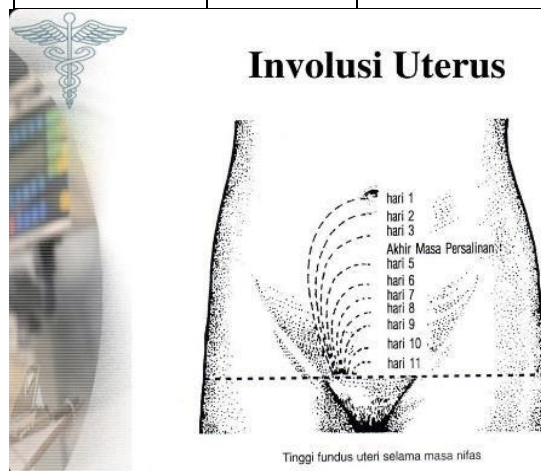 Involusi Uterus
hari 1
hari 2
hari 3
Akhir Masa Persalinan
hari 5
hari 6
hari 7
hari 8
hari 9
hari 10
hari 11
Tinggi fundus uteri selama masa nifas